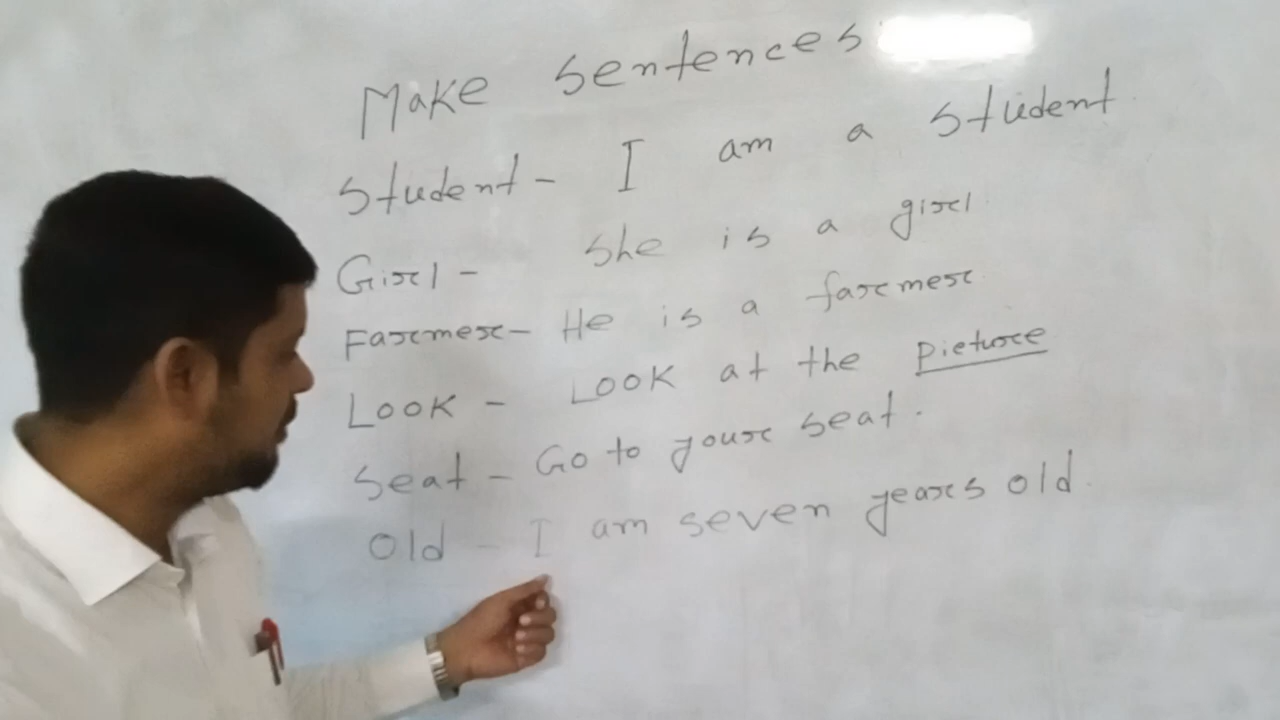 Make sentences
Student - I am a student
Girl - She is a girl
Farmer - He is a farmer
Look - Look at the picture
Seat - Go to your seat.
Old - I am seven years old.